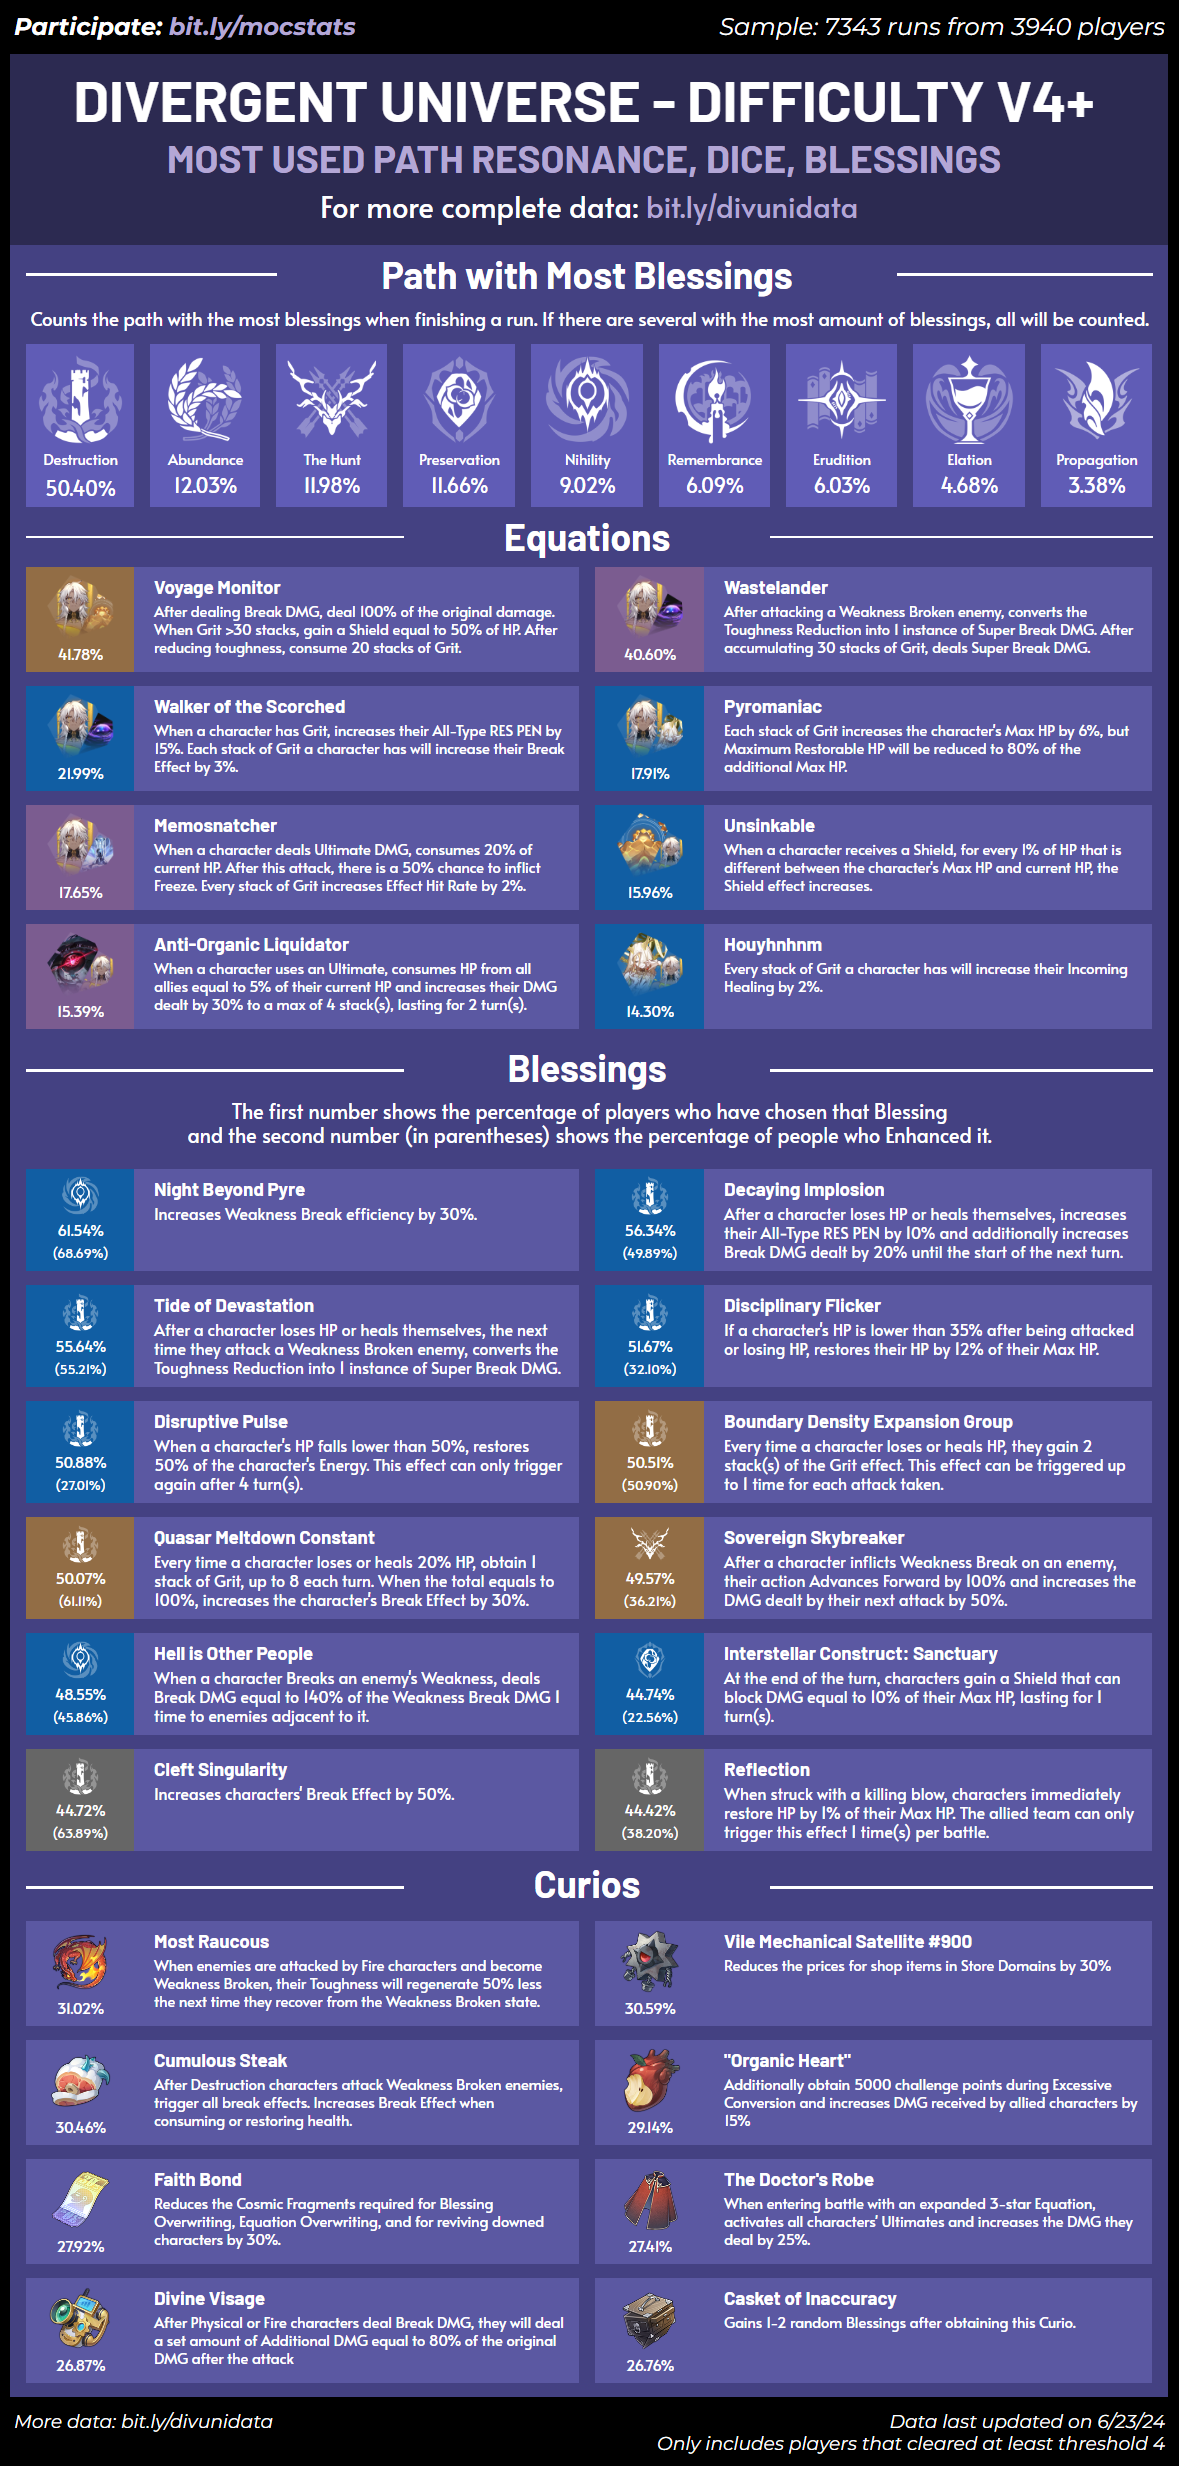 Participate: bit.ly/mocstats
Sample: 7343 runs from 3940 players
DIVERGENT UNIVERSE - DIFFICULTY V4+
MOST USED PATH RESONANCE, DICE, BLESSINGS
For more complete data: bit.ly/divunidata
Path with Most Blessings
Counts the path with the most blessings when finishing a run. If there are several with the most amount of blessings, all will be counted.
Destruction
50.40%
Abundance
12.03%
The Hunt
11.98%
Preservation
11.66%
Nihility
9.02%
Remembrance
6.09%
Erudition
6.03%
Elation
4.68%
Propagation
3.38%
Equations
Voyage Monitor
After dealing Break DMG, deal 100% of the original damage.
When Grit >30 stacks, gain a Shield equal to 50% of HP. After
reducing toughness, consume 20 stacks of Grit.
41.78%
Wastelander
After attacking a Weakness Broken enemy, converts the
Toughness Reduction into 1 instance of Super Break DMG. After
accumulating 30 stacks of Grit, deals Super Break DMG.
40.60%
Walker of the Scorched
When a character has Grit, increases their All-Type RES PEN by
15%. Each stack of Grit a character has will increase their Break
Effect by 3%.
21.99%
Pyromaniac
Each stack of Grit increases the character's Max HP by 6%, but
Maximum Restorable HP will be reduced to 80% of the
additional Max HP.
17.91%
Memosnatcher
When a character deals Ultimate DMG, consumes 20% of
current HP. After this attack, there is a 50% chance to inflict
Freeze. Every stack of Grit increases Effect Hit Rate by 2%.
17.65%
Unsinkable
When a character receives a Shield, for every 1% of HP that is
different between the character's Max HP and current HP, the
Shield effect increases.
15.96%
Anti-Organic Liquidator
When a character uses an Ultimate, consumes HP from all
allies equal to 5% of their current HP and increases their DMG
dealt by 30% to a max of 4 stack(s), lasting for 2 turn(s).
15.39%
Houyhnhnm
Every stack of Grit a character has will increase their Incoming
Healing by 2%.
14.30%
Blessings
The first number shows the percentage of players who have chosen that Blessing
and the second number (in parentheses) shows the percentage of people who Enhanced it.
Night Beyond Pyre
Increases Weakness Break efficiency by 30%.
61.54%
(68.69%)
Decaying Implosion
After a character loses HP or heals themselves, increases
their All-Type RES PEN by 10% and additionally increases
Break DMG dealt by 20% until the start of the next turn.
56.34%
(49.89%)
Tide of Devastation
After a character loses HP or heals themselves, the next
time they attack a Weakness Broken enemy, converts the
Toughness Reduction into 1 instance of Super Break DMG.
55.64%
(55.21%)
Disciplinary Flicker
If a character's HP is lower than 35% after being attacked
or losing HP, restores their HP by 12% of their Max HP.
51.67%
(32.10%)
Disruptive Pulse
When a character's HP falls lower than 50%, restores
50% of the character's Energy. This effect can only trigger
again after 4 turn(s).
50.88%
(27.01%)
Boundary Density Expansion Group
Every time a character loses or heals HP, they gain 2
stack(s) of the Grit effect. This effect can be triggered up
to 1 time for each attack taken.
50.51%
(50.90%)
Quasar Meltdown Constant
Every time a character loses or heals 20% HP, obtain 1
stack of Grit, up to 8 each turn. When the total equals to
100%, increases the character's Break Effect by 30%.
50.07%
(61.11%)
Sovereign Skybreaker
After a character inflicts Weakness Break on an enemy,
their action Advances Forward by 100% and increases the
DMG dealt by their next attack by 50%.
49.57%
(36.21%)
Hell is Other People
When a character Breaks an enemy's Weakness, deals
Break DMG equal to 140% of the Weakness Break DMG 1
time to enemies adjacent to it.
48.55%
(45.86%)
Interstellar Construct: Sanctuary
At the end of the turn, characters gain a Shield that can
block DMG equal to 10% of their Max HP, lasting for 1
turn(s).
44.74%
(22.56%)
Cleft Singularity
Increases characters' Break Effect by 50%.
44.72%
(63.89%)
Reflection
When struck with a killing blow, characters immediately
restore HP by 1% of their Max HP. The allied team can only
trigger this effect 1 time(s) per battle.
44.42%
(38.20%)
Curios
Most Raucous
When enemies are attacked by Fire characters and become
Weakness Broken, their Toughness will regenerate 50% less
the next time they recover from the Weakness Broken state.
31.02%
Vile Mechanical Satellite #900
Reduces the prices for shop items in Store Domains by 30%
30.59%
Cumulous Steak
After Destruction characters attack Weakness Broken enemies,
trigger all break effects. Increases Break Effect when
consuming or restoring health.
30.46%
"Organic Heart"
Additionally obtain 5000 challenge points during Excessive
Conversion and increases DMG received by allied characters by
15%
29.14%
Faith Bond
Reduces the Cosmic Fragments required for Blessing
Overwriting, Equation Overwriting, and for reviving downed
characters by 30%.
27.92%
The Doctor's Robe
When entering battle with an expanded 3-star Equation,
activates all characters' Ultimates and increases the DMG they
deal by 25%.
27.41%
Divine Visage
After Physical or Fire characters deal Break DMG, they will deal
a set amount of Additional DMG equal to 80% of the original
DMG after the attack
26.87%
Casket of Inaccuracy
Gains 1-2 random Blessings after obtaining this Curio.
26.76%
More data: bit.ly/divunidata
Data last updated on 6/23/24
Only includes players that cleared at least threshold 4